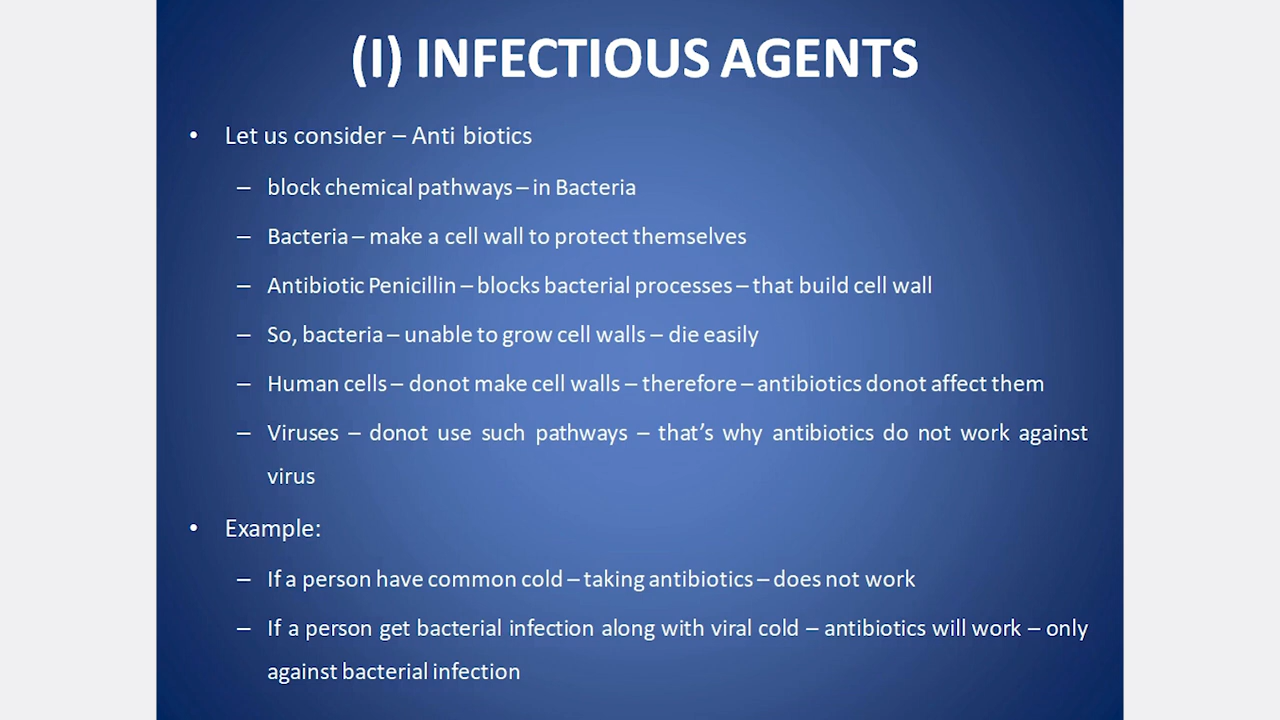 (I) INFECTIOUS AGENTS
• Let us consider – Anti biotics
– block chemical pathways – in Bacteria
– Bacteria – make a cell wall to protect themselves
– Antibiotic Penicillin – blocks bacterial processes – that build cell wall
– So, bacteria – unable to grow cell walls – die easily
– Human cells – donot make cell walls – therefore – antibiotics donot affect them
– Viruses – donot use such pathways – that's why antibiotics do not work against
virus
• Example:
– If a person have common cold – taking antibiotics – does not work
– If a person get bacterial infection along with viral cold – antibiotics will work – only
against bacterial infection